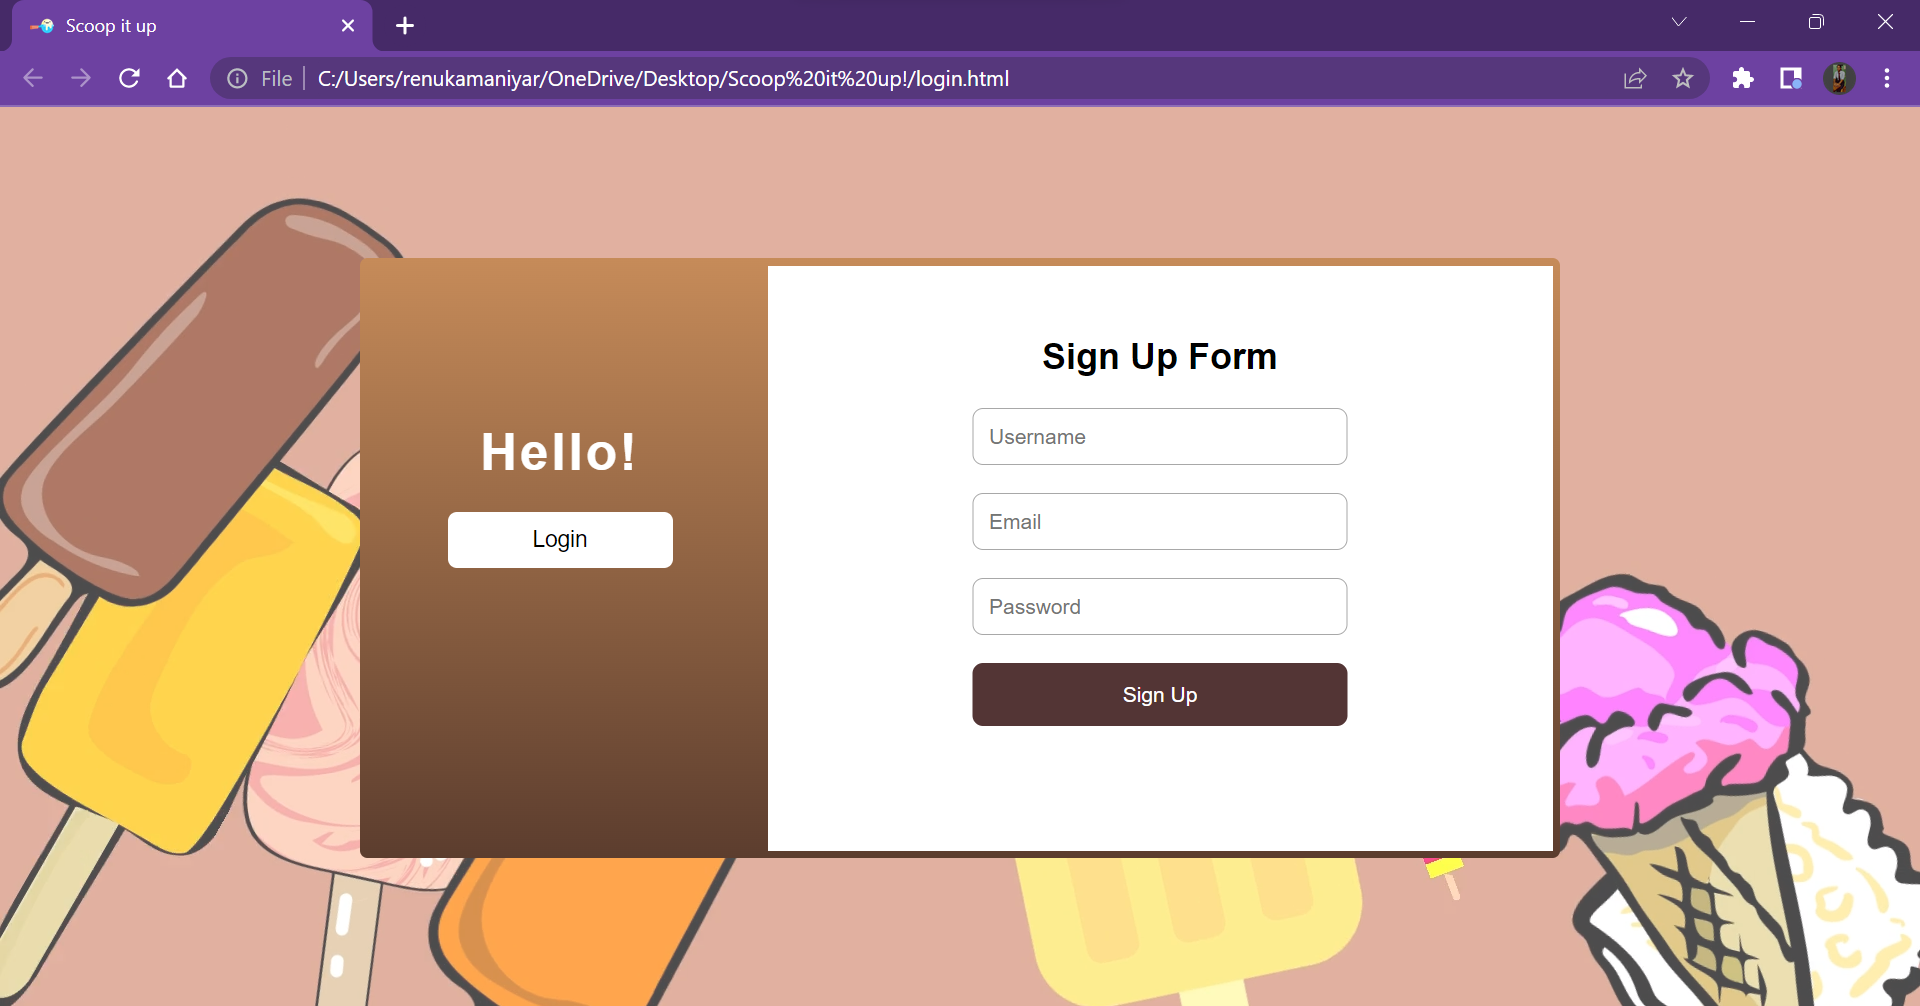 Scoop it up
File
C:/Users/renukamaniyar/OneDrive/Desktop/Scoop%20it%20up!/login.html
Hello!
Login
Sign Up Form
Username
Email
Password
Sign Up